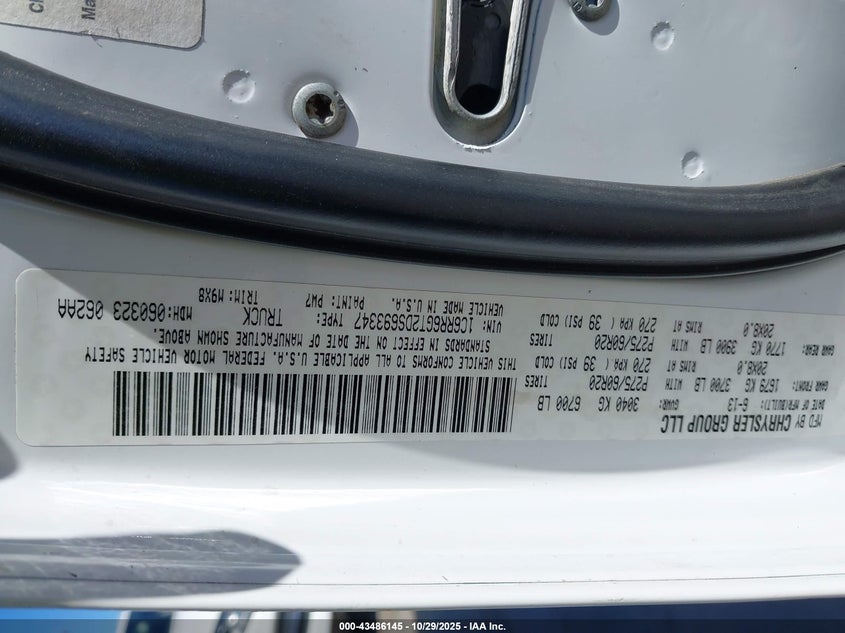 MFD BY CHRYSLER GROUP LLC
DATE OF MFR(BUILT): 6-13 GVWR: 3040 KG 6700 LB
GAWR FRONT: 1679 KG 3700 LB WITH P275/60R20 TIRES
RIMS AT 20X8.0 270 KPA ( 39 PSI) COLD
GAWR REAR: 1770 KG 3900 LB WITH P275/60R20 TIRES
RIMS AT 20X8.0 270 KPA ( 39 PSI) COLD
THIS VEHICLE CONFORMS TO ALL APPLICABLE U.S.A. FEDERAL MOTOR VEHICLE SAFETY
STANDARDS IN EFFECT ON THE DATE OF MANUFACTURE SHOWN ABOVE.
VIN: 1C6RR6GT2DS693347 TYPE: TRUCK MDH: 060323 062AA
VEHICLE MADE IN U.S.A. PAINT: PW7 TRIM: M9X8
000-43486145 - 10/29/2025 - IAA Inc.